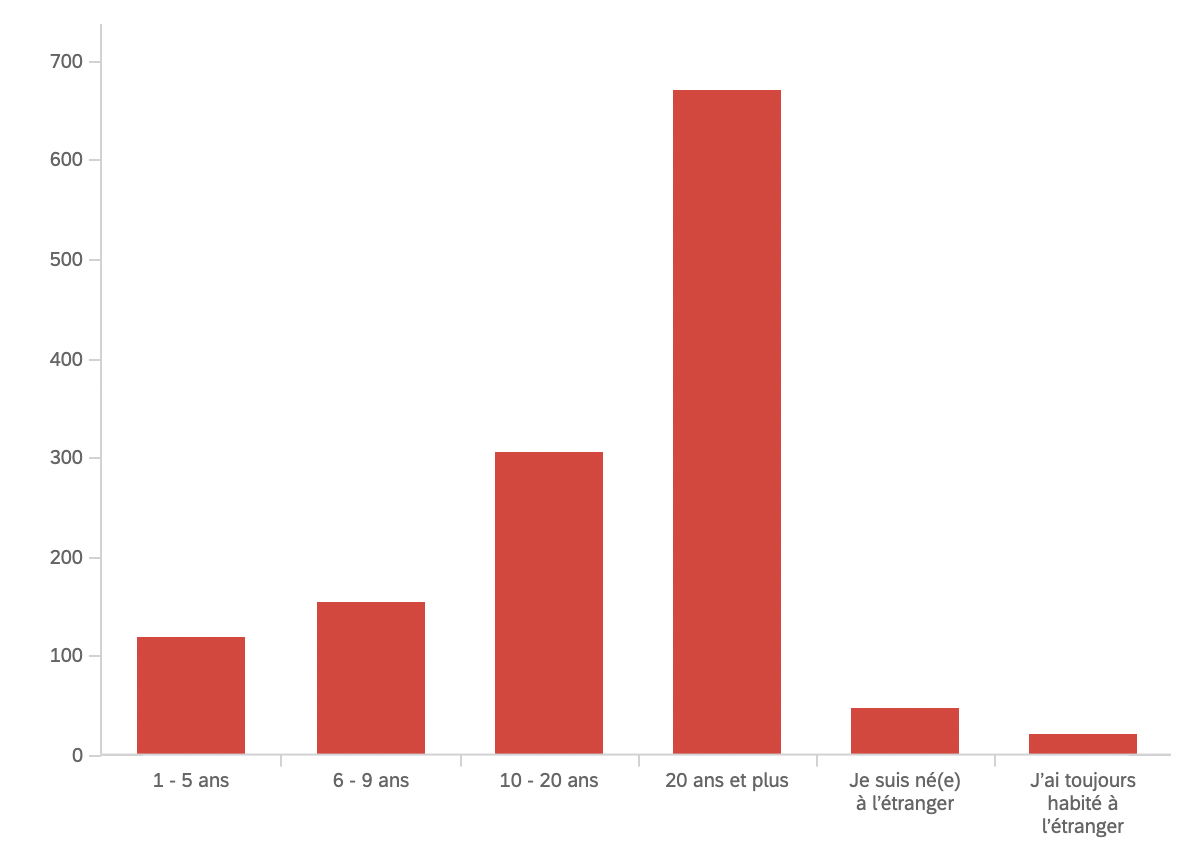 700
600
500
400
300
200
100
0
1 - 5 ans
6 - 9 ans
10 - 20 ans
20 ans et plus
Je suis né(e)
à l’étranger
J’ai toujours
habité à
l’étranger